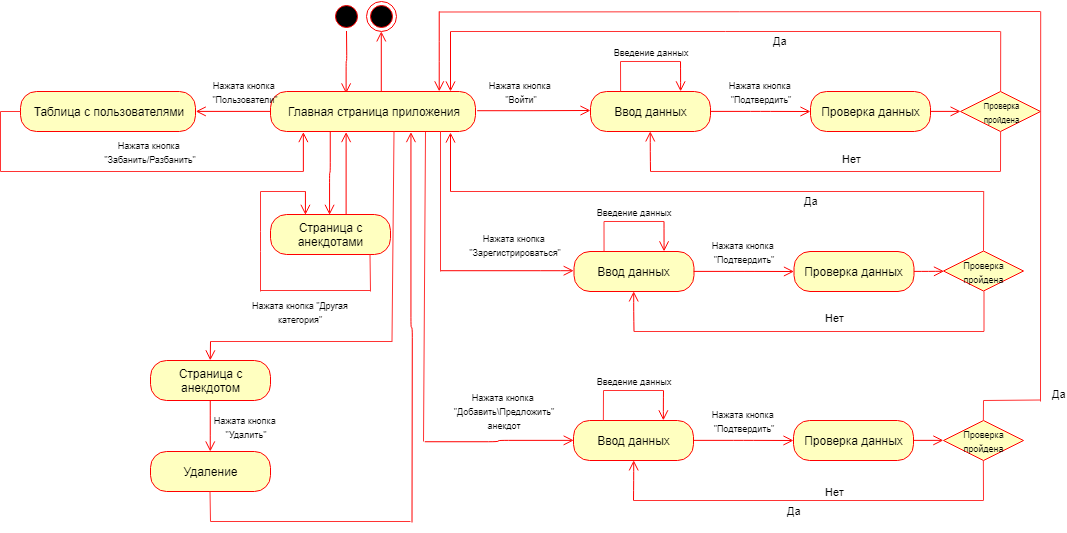 Да
Введение данных
Нажата кнопка
"Пользователи"
Нажата кнопка
"Войти"
Нажата кнопка
"Подтвердить"
Таблица с пользователями
Главная страница приложения
Ввод данных
Проверка данных
Проверка
пройдена
Нажата кнопка
"Забанить/Разбанить"
Нет
Да
Введение данных
Страница с
анекдотами
Нажата кнопка
"Зарегистрироваться"
Нажата кнопка
"Подтвердить"
Ввод данных
Проверка данных
Проверка
пройдена
Нажата кнопка "Другая
категория"
Нет
Страница с
анекдотом
Введение данных
Да
Нажата кнопка
"Добавить\Предложить"
анекдот
Нажата кнопка
"Подтвердить"
Нажата кнопка
"Удалить"
Ввод данных
Проверка данных
Проверка
пройдена
Удаление
Нет
Да